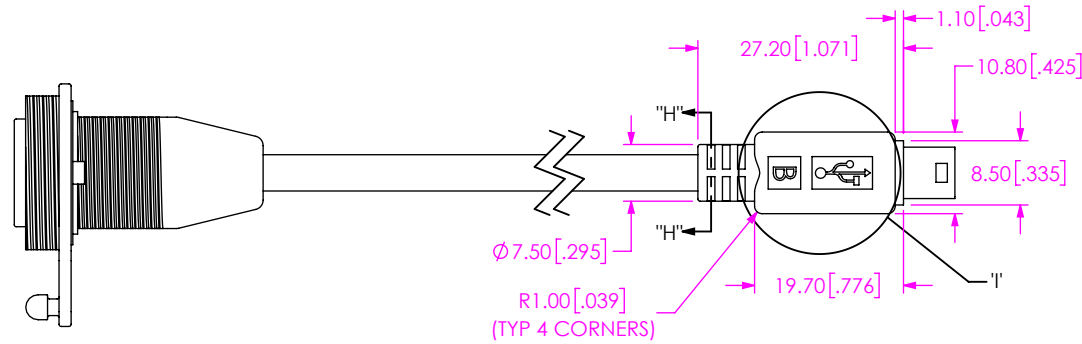 1.10[.043]
27.20[1.071]
10.80[.425]
"H"
B
8.50[.335]
"H"
Ø7.50[.295]
19.70[.776]
'I'
R1.00[.039]
(TYP 4 CORNERS)